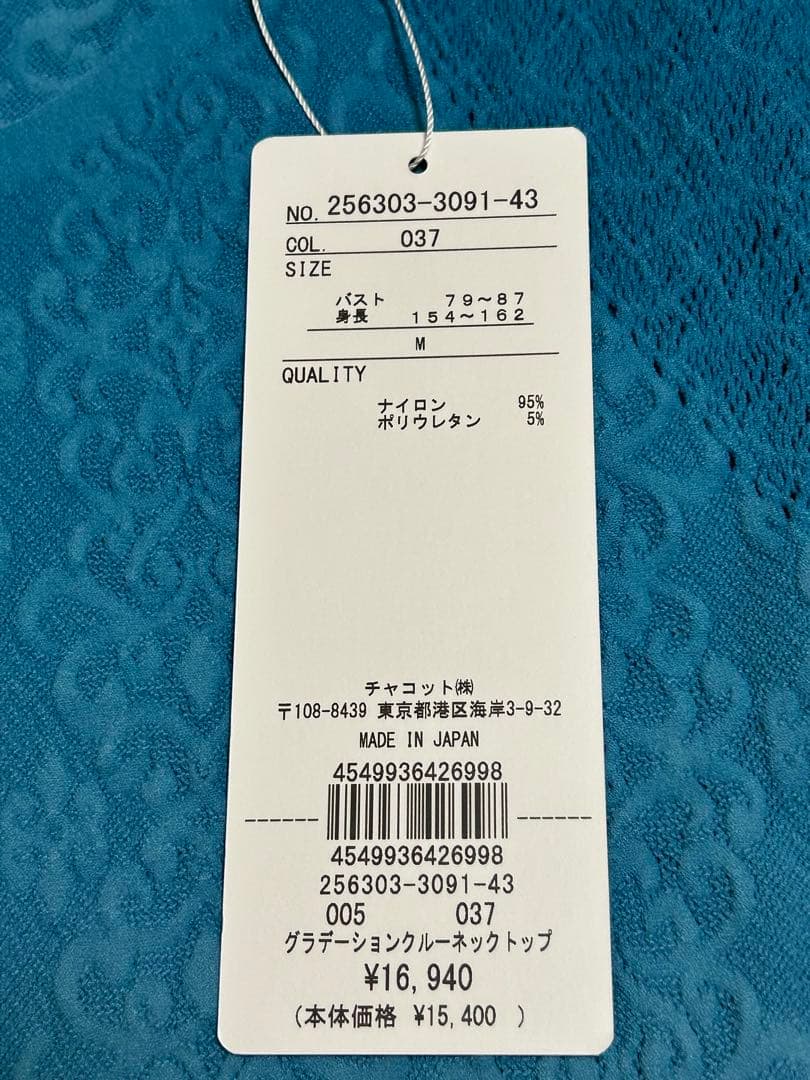 NO. 256303-3091-43
COL. 037
SIZE
バスト 79～87
身長 154～162
M
QUALITY
ナイロン 95%
ポリウレタン 5%
チャコット㈱
〒108-8439 東京都港区海岸3-9-32
MADE IN JAPAN
4549936426998
4549936426998
256303-3091-43
005 037
グラデーションクルーネックトップ
¥16,940
(本体価格 ¥15,400 )